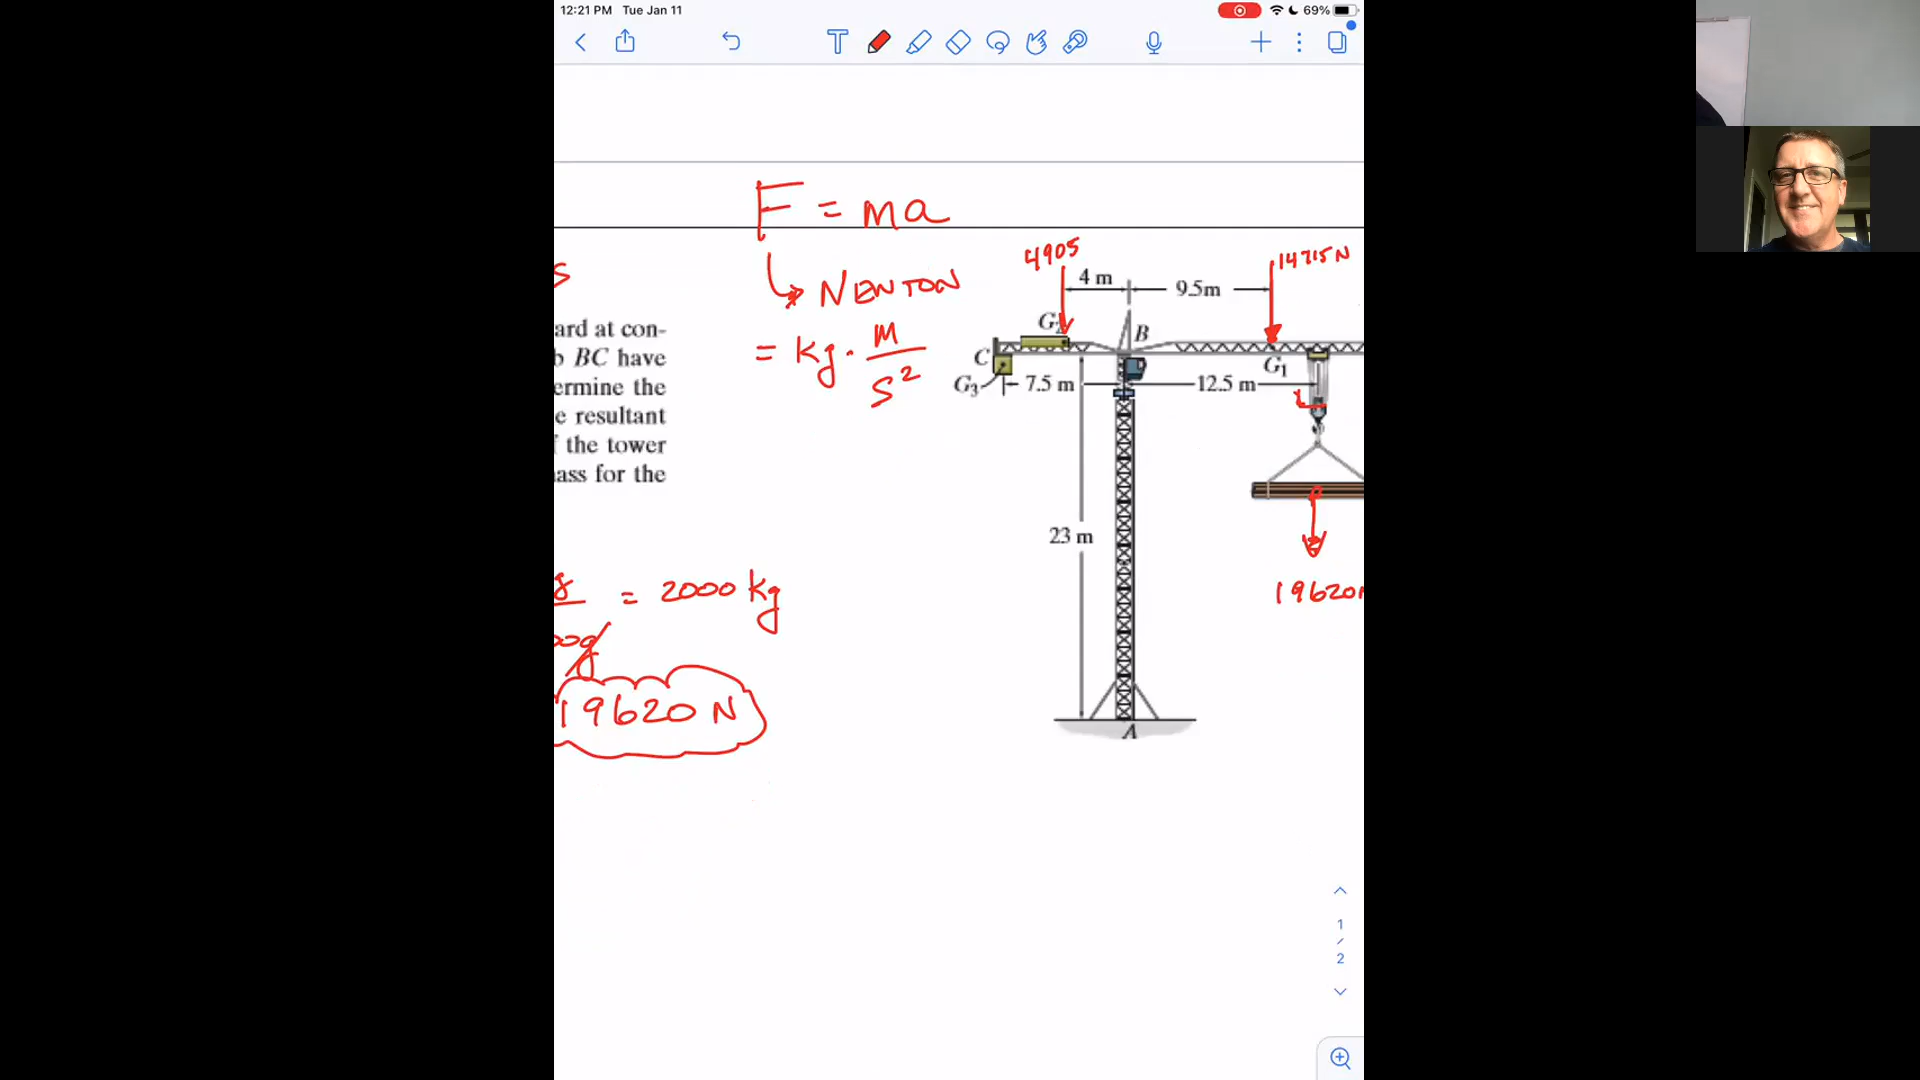 12:21 PM Tue Jan 11
69%
F = ma
NEWTON
= kg · m/s²
ard at con-
BC have
ermine the
e resultant
the tower
ass for the
= 2000 kg
00g
19620 N
4905
14715 N
4 m
9.5m
G2
B
C
G3
7.5 m
12.5 m
G1
23 m
19620
A
1
/
2